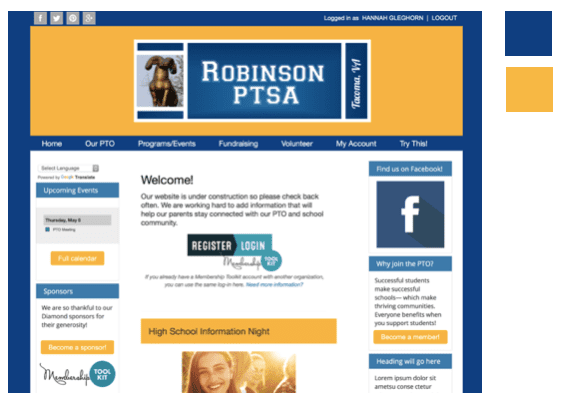 Logged in as HANNAH GLEGHORN | LOGOUT
ROBINSON
PTSA
Tacoma, VA
Home Our PTO Programs/Events Fundraising Volunteer My Account Try This!
Select Language
Powered by Google Translate
Upcoming Events
Thursday, May 5
PTO Meeting
Full calendar
Sponsors
We are so thankful to our
Diamond sponsors for
their generosity!
Become a sponsor!
Membership TOOL
KIT
Welcome!
Our website is under construction so please check back
often. We are working hard to add information that will
help our parents stay connected with our PTO and school
community.
REGISTER LOGIN
Membership TOOL
KIT
If you already have a Membership Toolkit account with another organization,
you can use the same log-in here. Need more information?
High School Information Night
Find us on Facebook!
f
Why join the PTO?
Successful students
make successful
schools— which make
thriving communities.
Everyone benefits when
you support students!
Become a member!
Heading will go here
Lorem ipsum dolor sit
ametsu conse ctetur